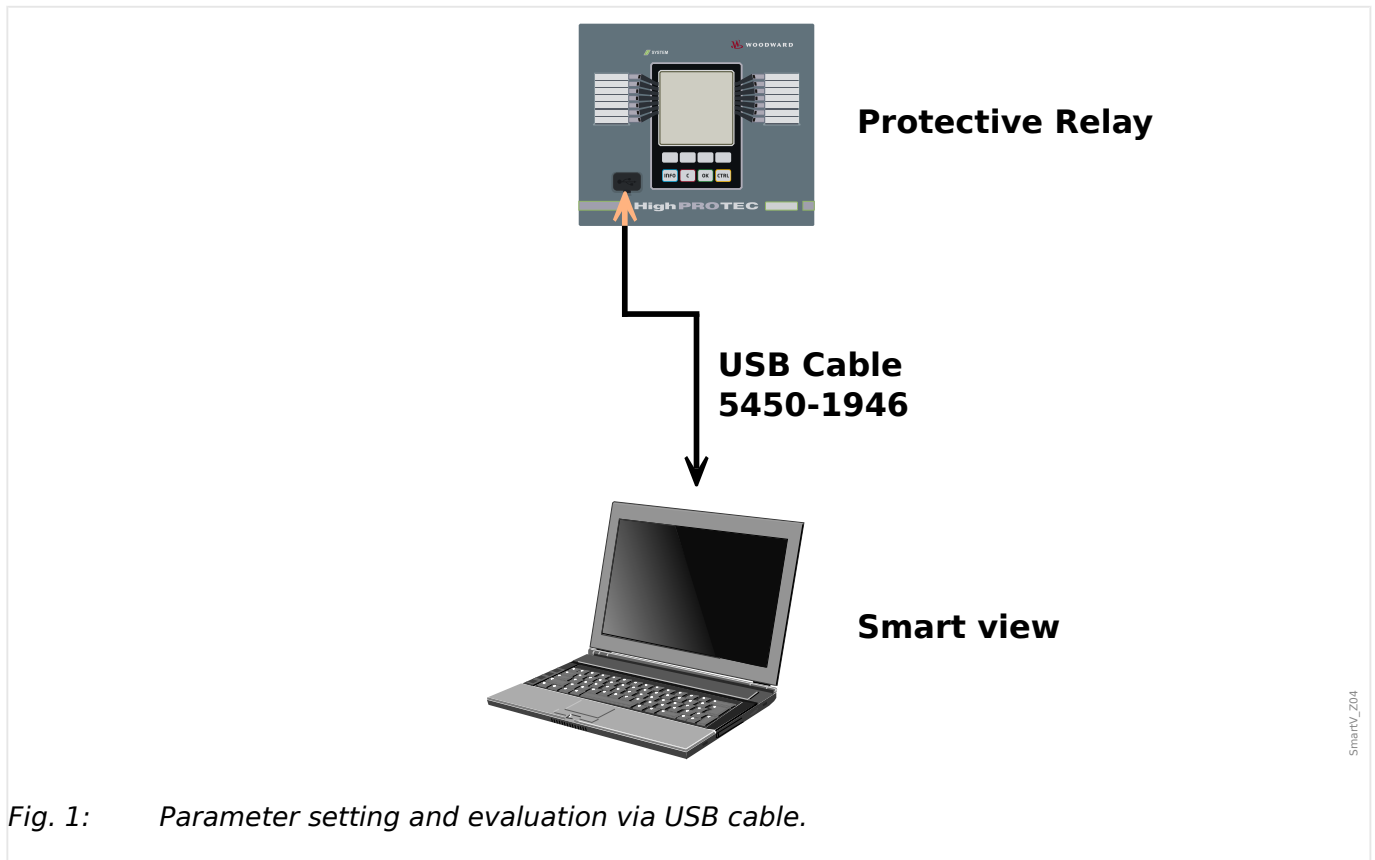 SYSTEM
WOODWARD
Protective Relay
INFO C OK CTRL
HighPROTEC
USB Cable
5450-1946
Smart view
SmartV_Z04
Fig. 1: Parameter setting and evaluation via USB cable.